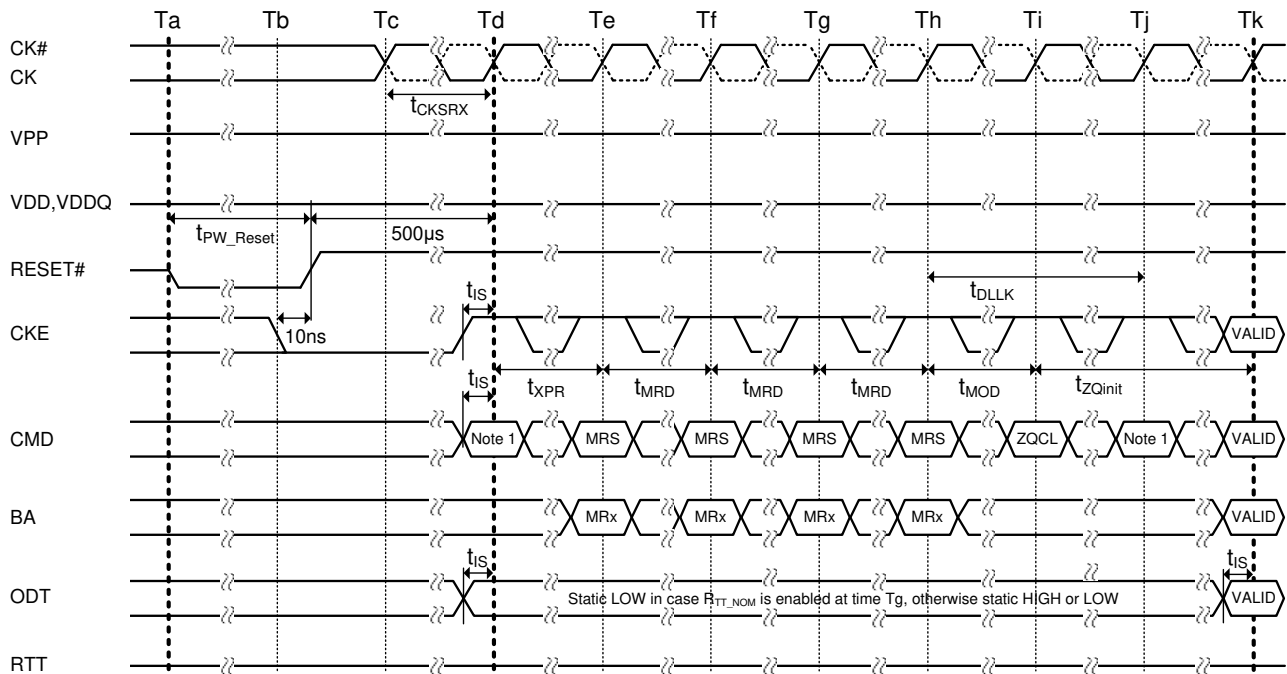 Ta Tb Tc Td Te Tf Tg Th Ti Tj Tk
CK#
CK
tCKSRX
VPP
VDD,VDDQ
tPW_Reset 500µs
RESET#
tIS tDLLK
CKE 10ns VALID
tIS tXPR tMRD tMRD tMRD tMOD tZQinit
CMD Note 1 MRS MRS MRS MRS ZQCL Note 1 VALID
BA MRx MRx MRx MRx VALID
tIS tIS
ODT Static LOW in case RTT_NOM is enabled at time Tg, otherwise static HIGH or LOW VALID
RTT